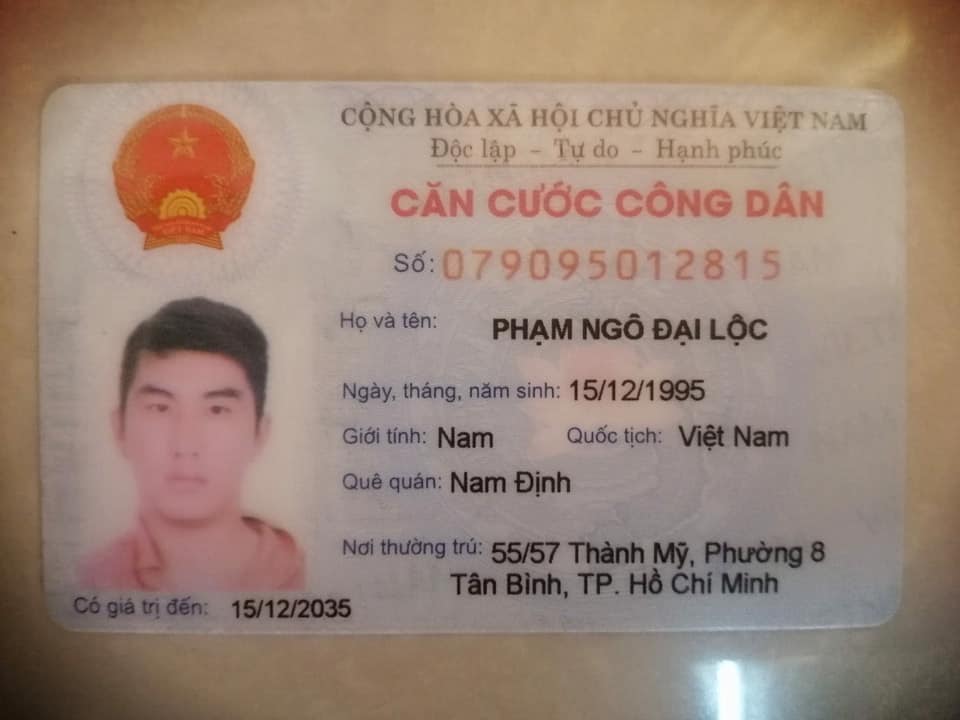 CỘNG HÒA XÃ HỘI CHỦ NGHĨA VIỆT NAM
Độc lập - Tự do - Hạnh phúc
CĂN CƯỚC CÔNG DÂN
Số: 079095012815
Họ và tên: PHẠM NGÔ ĐẠI LỘC
Ngày, tháng, năm sinh: 15/12/1995
Giới tính: Nam Quốc tịch: Việt Nam
Quê quán: Nam Định
Nơi thường trú: 55/57 Thành Mỹ, Phường 8
Tân Bình, TP. Hồ Chí Minh
Có giá trị đến: 15/12/2035
VIỆT NAM